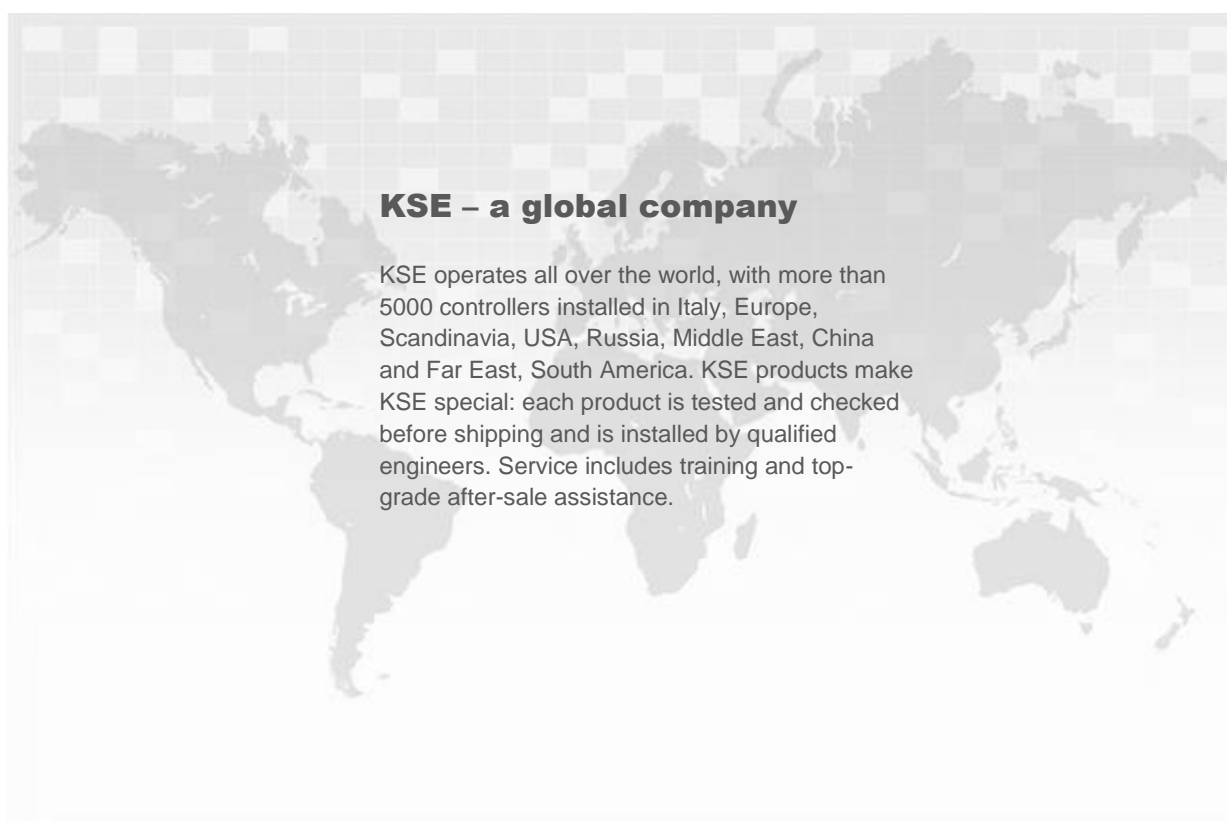 KSE – a global company
KSE operates all over the world, with more than
5000 controllers installed in Italy, Europe,
Scandinavia, USA, Russia, Middle East, China
and Far East, South America. KSE products make
KSE special: each product is tested and checked
before shipping and is installed by qualified
engineers. Service includes training and top-
grade after-sale assistance.